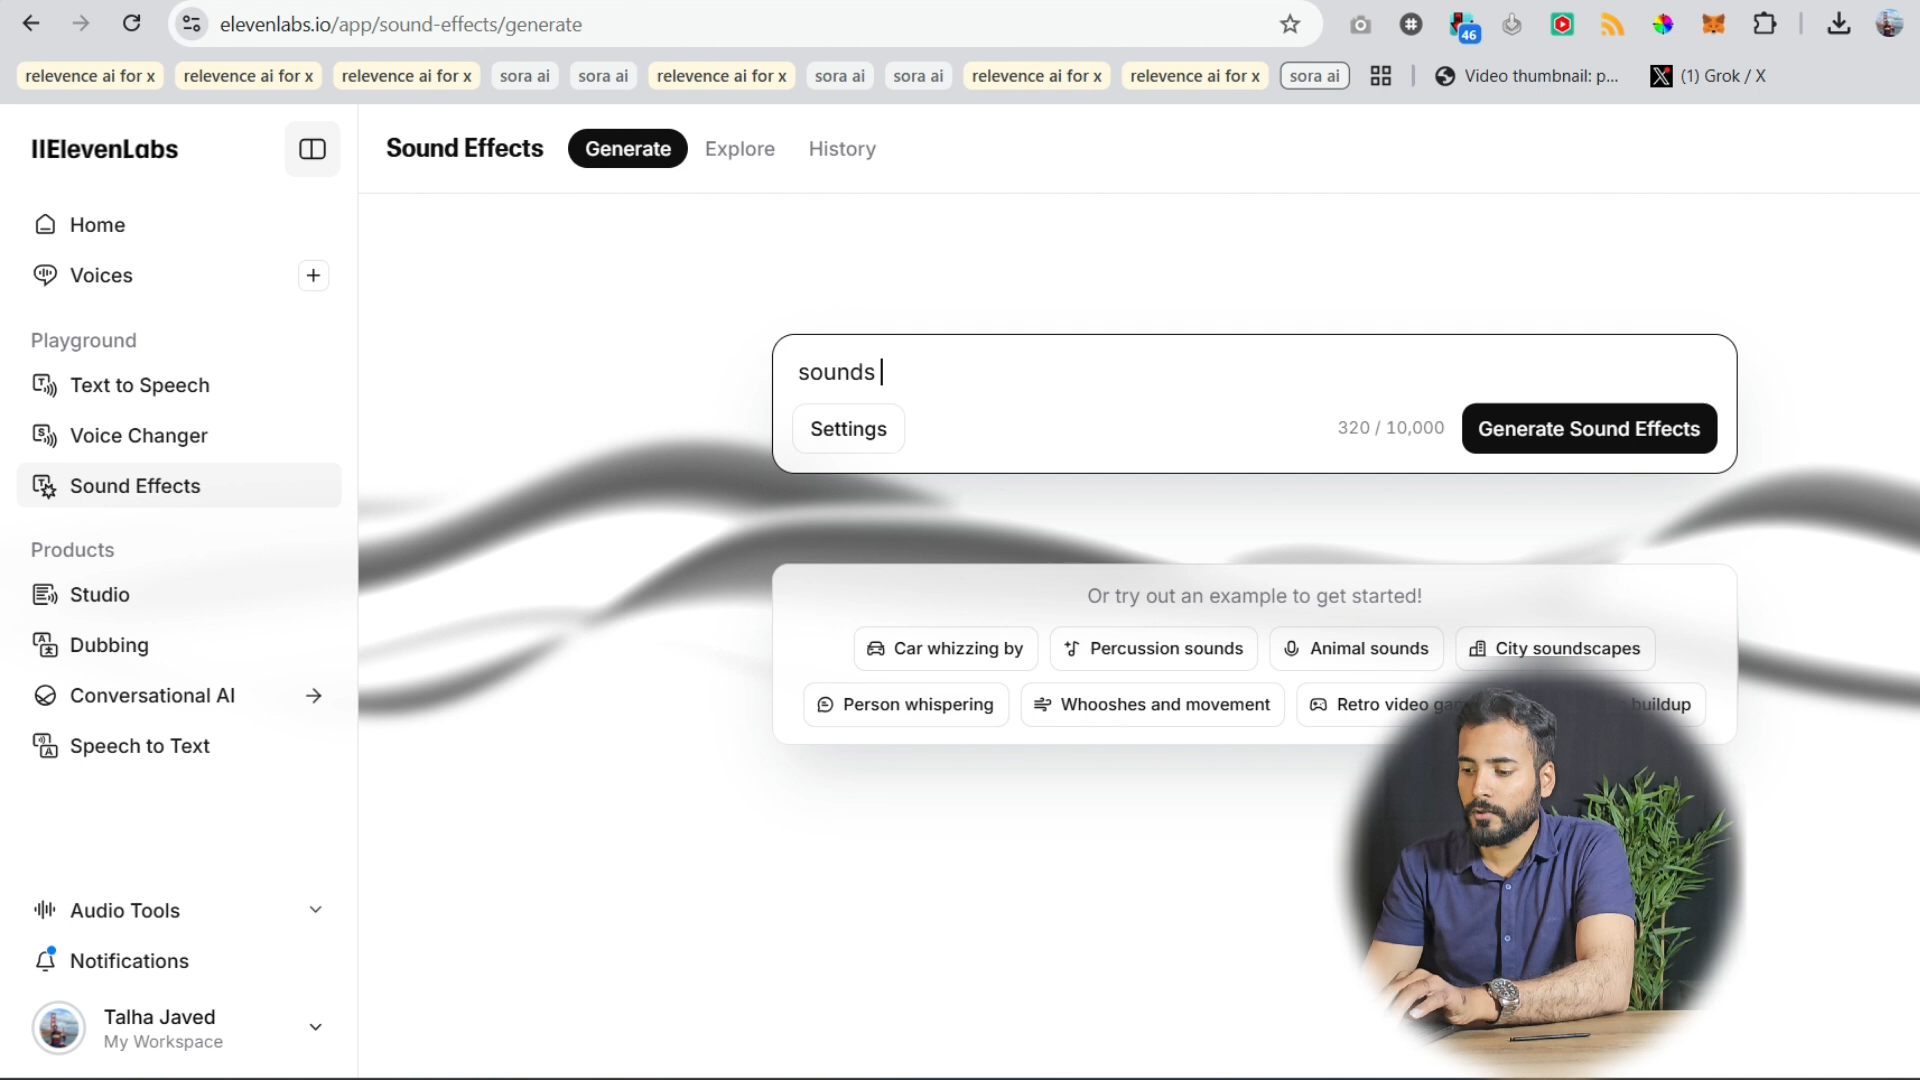 elevenlabs.io/app/sound-effects/generate
46
relevence ai for x
relevence ai for x
relevence ai for x
sora ai
sora ai
relevence ai for x
sora ai
sora ai
relevence ai for x
relevence ai for x
sora ai
Video thumbnail: p...
(1) Grok / X
IIElevenLabs
Sound Effects
Generate
Explore
History
Home
Voices
Playground
Text to Speech
Voice Changer
Sound Effects
Products
Studio
Dubbing
Conversational AI
Speech to Text
Audio Tools
Notifications
Talha Javed
My Workspace
sounds
Settings
320 / 10,000
Generate Sound Effects
Or try out an example to get started!
Car whizzing by
Percussion sounds
Animal sounds
City soundscapes
Person whispering
Whooshes and movement
Retro video
buildup